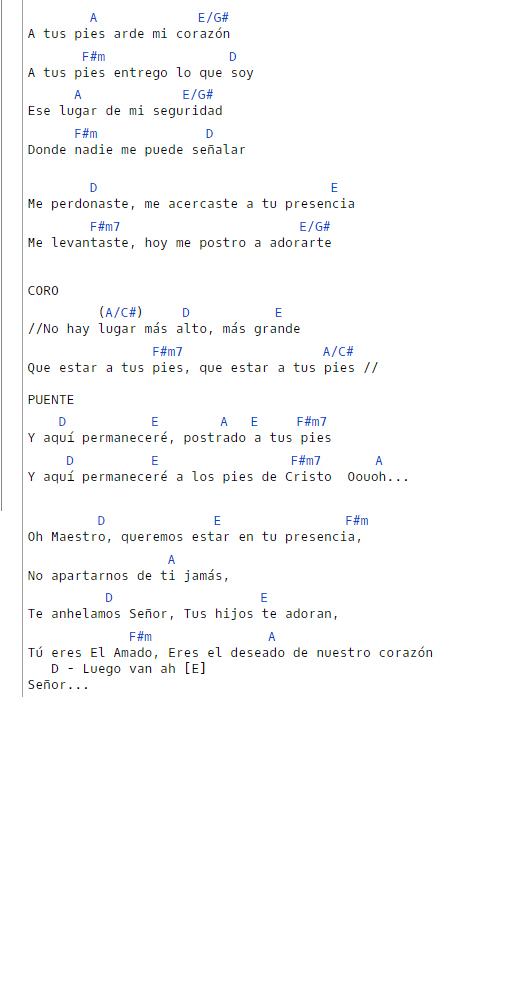 A E/G#
A tus pies arde mi corazón
F#m D
A tus pies entrego lo que soy
A E/G#
Ese lugar de mi seguridad
F#m D
Donde nadie me puede señalar
D E
Me perdonaste, me acercaste a tu presencia
F#m7 E/G#
Me levantaste, hoy me postro a adorarte
CORO
(A/C#) D E
//No hay lugar más alto, más grande
F#m7 A/C#
Que estar a tus pies, que estar a tus pies //
PUENTE
D E A E F#m7
Y aquí permaneceré, postrado a tus pies
D E F#m7 A
Y aquí permaneceré a los pies de Cristo Oouoh...
D E F#m
Oh Maestro, queremos estar en tu presencia,
A
No apartarnos de ti jamás,
D E
Te anhelamos Señor, Tus hijos te adoran,
F#m A
Tú eres El Amado, Eres el deseado de nuestro corazón
D - Luego van ah [E]
Señor...